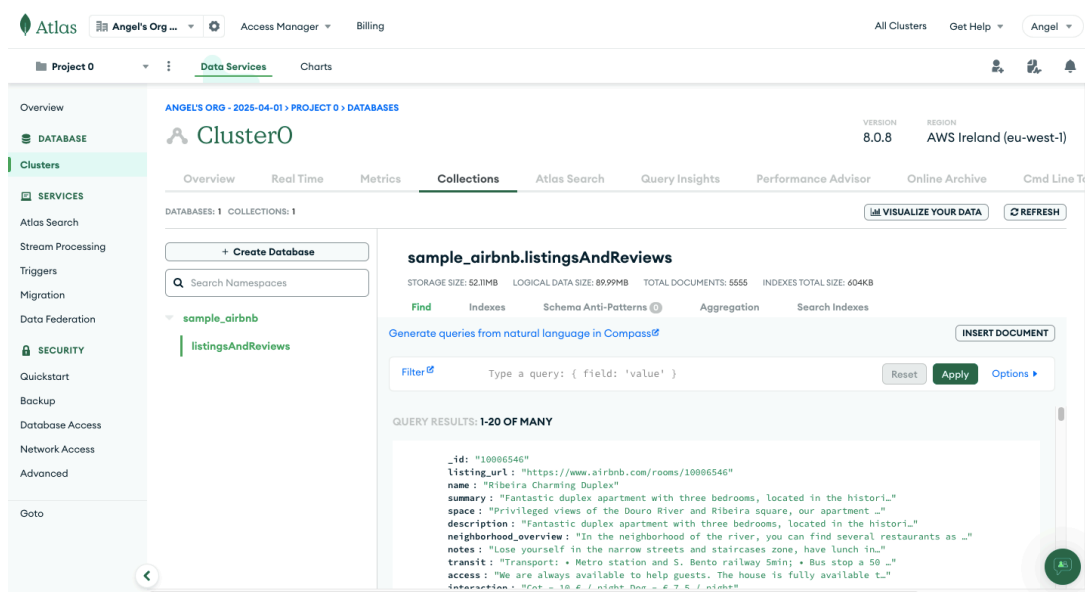 Atlas
Angel's Org ...
Access Manager
Billing
All Clusters
Get Help
Angel
Project 0
Data Services
Charts
Overview
DATABASE
Clusters
SERVICES
Atlas Search
Stream Processing
Triggers
Migration
Data Federation
SECURITY
Quickstart
Backup
Database Access
Network Access
Advanced
Goto
ANGEL'S ORG - 2025-04-01 > PROJECT 0 > DATABASES
Cluster0
VERSION
8.0.8
REGION
AWS Ireland (eu-west-1)
Overview
Real Time
Metrics
Collections
Atlas Search
Query Insights
Performance Advisor
Online Archive
Cmd Line To
DATABASES: 1 COLLECTIONS: 1
VISUALIZE YOUR DATA
REFRESH
+ Create Database
Search Namespaces
sample_airbnb
listingsAndReviews
sample_airbnb.listingsAndReviews
STORAGE SIZE: 52.11MB LOGICAL DATA SIZE: 89.99MB TOTAL DOCUMENTS: 5555 INDEXES TOTAL SIZE: 604KB
Find
Indexes
Schema Anti-Patterns 0
Aggregation
Search Indexes
Generate queries from natural language in Compass
INSERT DOCUMENT
Filter
Type a query: { field: 'value' }
Reset
Apply
Options
QUERY RESULTS: 1-20 OF MANY
_id: "10006546"
listing_url : "https://www.airbnb.com/rooms/10006546"
name : "Ribeira Charming Duplex"
summary : "Fantastic duplex apartment with three bedrooms, located in the histori…"
space : "Privileged views of the Douro River and Ribeira square, our apartment …"
description : "Fantastic duplex apartment with three bedrooms, located in the histori…"
neighborhood_overview : "In the neighborhood of the river, you can find several restaurants as …"
notes : "Lose yourself in the narrow streets and staircases zone, have lunch in…"
transit : "Transport: • Metro station and S. Bento railway 5min; • Bus stop a 50 …"
access : "We are always available to help guests. The house is fully available t…"
interaction : "Cot - 10 € / night Dog - € 7,5 / night"